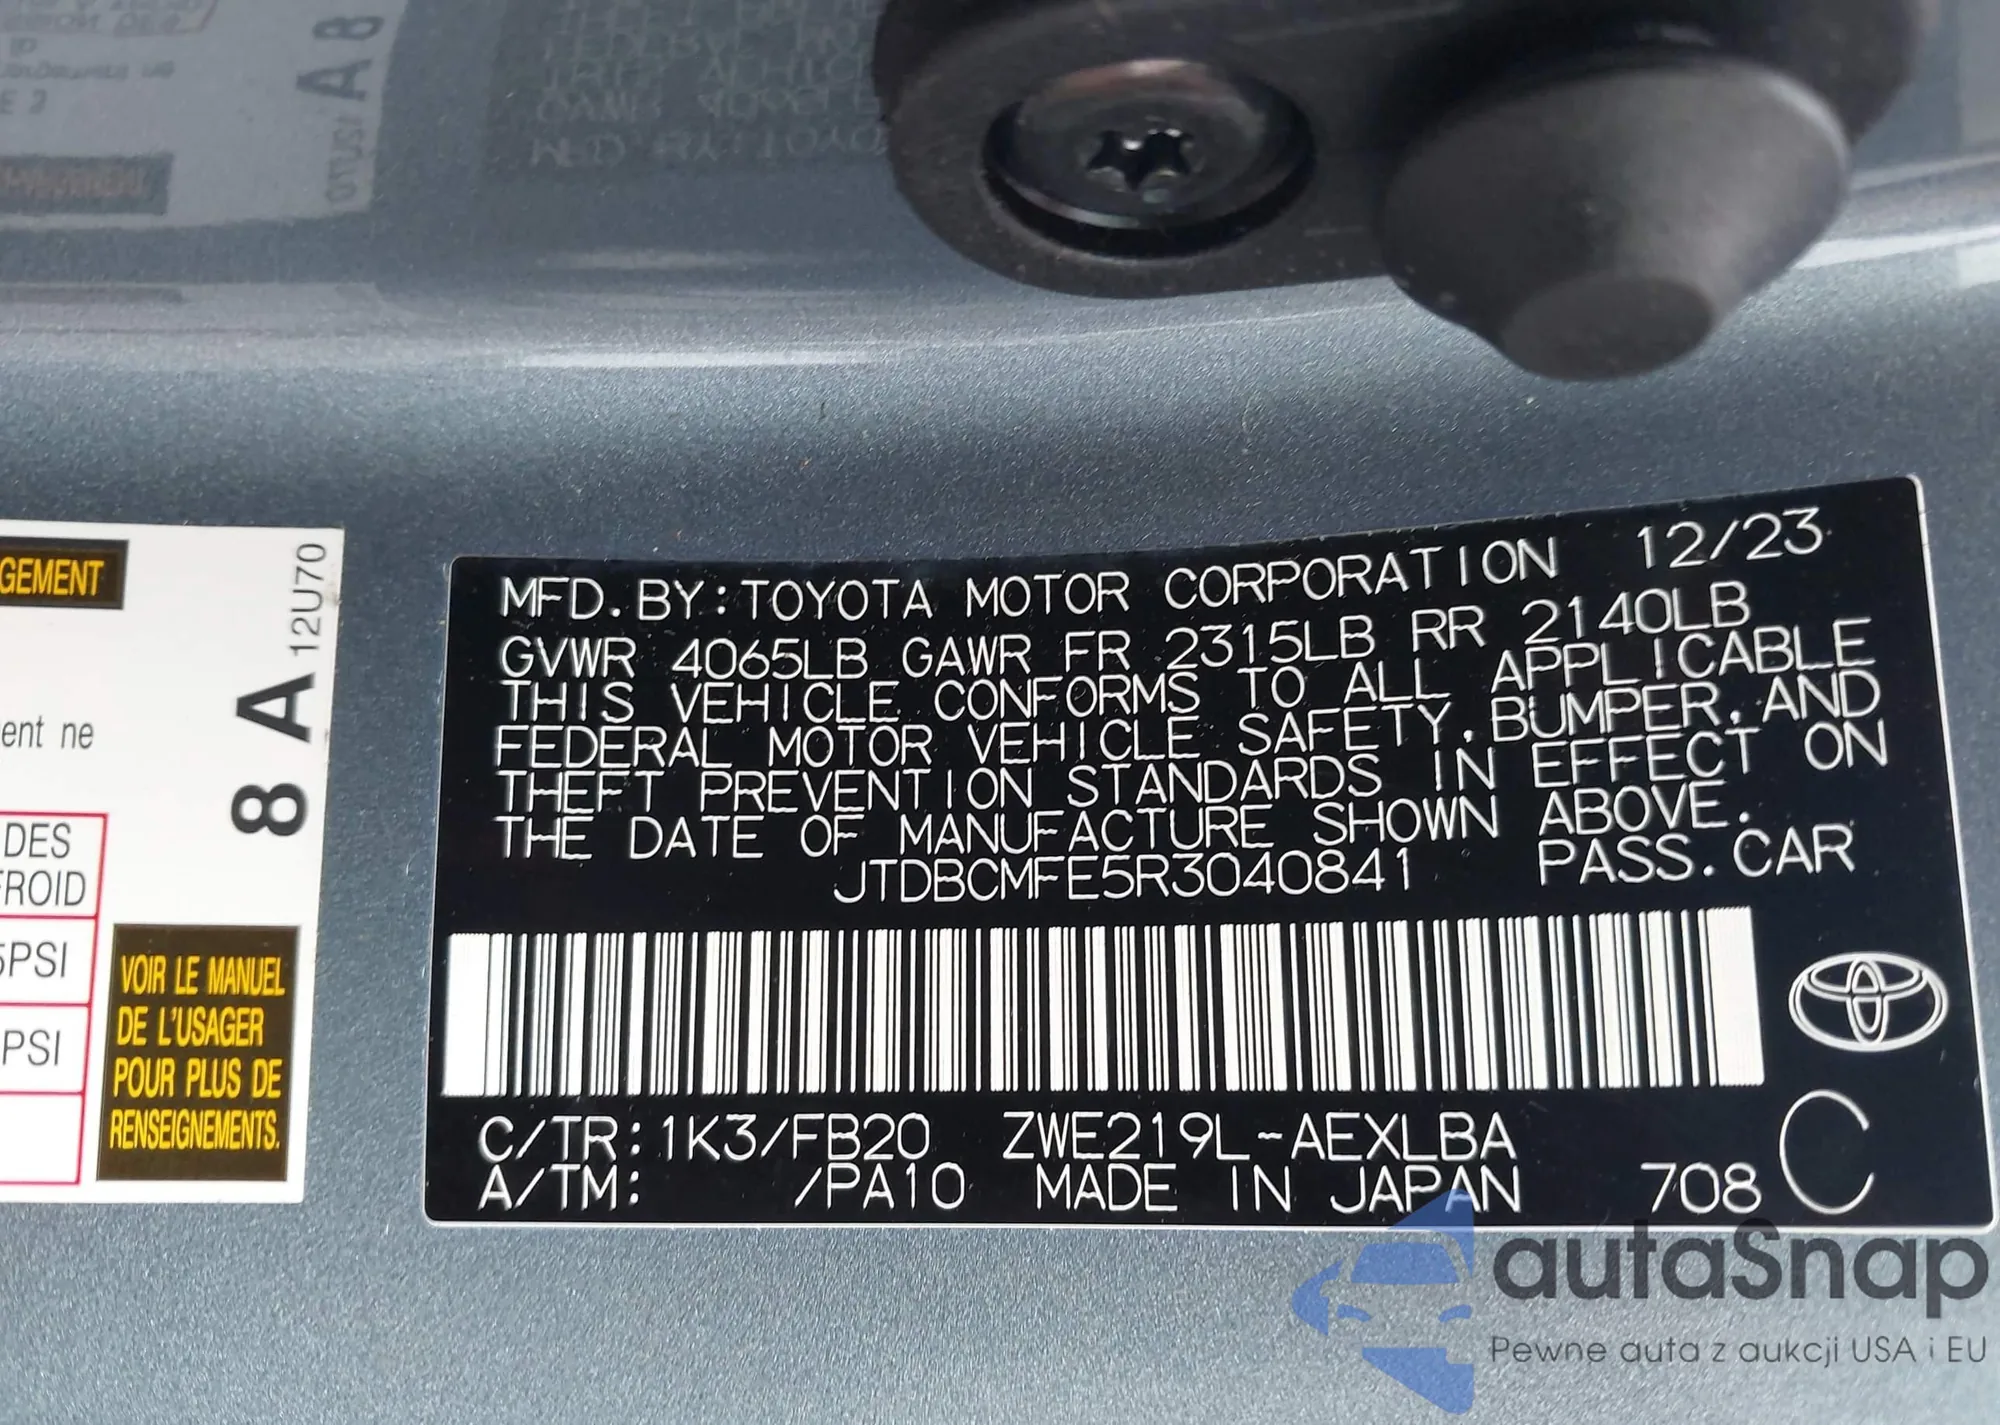 GEMENT
12U70
8 A
ent ne
DES
FROID
5PSI
PSI
VOIR LE MANUEL
DE L'USAGER
POUR PLUS DE
RENSEIGNEMENTS.
MFD. BY: TOYOTA MOTOR CORPORATION 12/23
GVWR 4065LB GAWR FR 2315LB RR 2140LB
THIS VEHICLE CONFORMS TO ALL APPLICABLE
FEDERAL MOTOR VEHICLE SAFETY, BUMPER, AND
THEFT PREVENTION STANDARDS IN EFFECT ON
THE DATE OF MANUFACTURE SHOWN ABOVE.
JTDBCMFE5R3040841 PASS. CAR
C/TR: 1K3/FB20 ZWE219L-AEXLBA
A/TM: /PA10 MADE IN JAPAN 708 C
autaSnap
Pewne auta z aukcji USA i EU